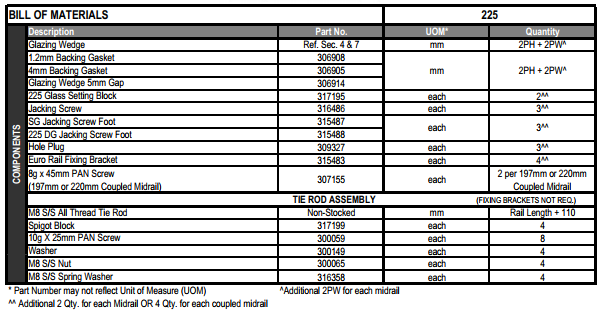 BILL OF MATERIALS 225
Description Part No. UOM* Quantity
COMPONENTS
Glazing Wedge Ref. Sec. 4 & 7 mm 2PH + 2PW^
1.2mm Backing Gasket 306908
4mm Backing Gasket 306905 mm 2PH + 2PW^
Glazing Wedge 5mm Gap 306914
225 Glass Setting Block 317195 each 2^^
Jacking Screw 316486 each 3^^
SG Jacking Screw Foot 315487 each 3^^
225 DG Jacking Screw Foot 315488
Hole Plug 309327 each 3^^
Euro Rail Fixing Bracket 315483 each 4^^
8g x 45mm PAN Screw 307155 each 2 per 197mm or 220mm
(197mm or 220mm Coupled Midrail) Coupled Midrail
TIE ROD ASSEMBLY (FIXING BRACKETS NOT REQ.)
M8 S/S All Thread Tie Rod Non-Stocked mm Rail Length + 110
Spigot Block 317199 each 4
10g X 25mm PAN Screw 300059 each 8
Washer 300149 each 4
M8 S/S Nut 300065 each 4
M8 S/S Spring Washer 316358 each 4
* Part Number may not reflect Unit of Measure (UOM) ^Additional 2PW for each midrail
^^ Additional 2 Qty. for each Midrail OR 4 Qty. for each coupled midrail